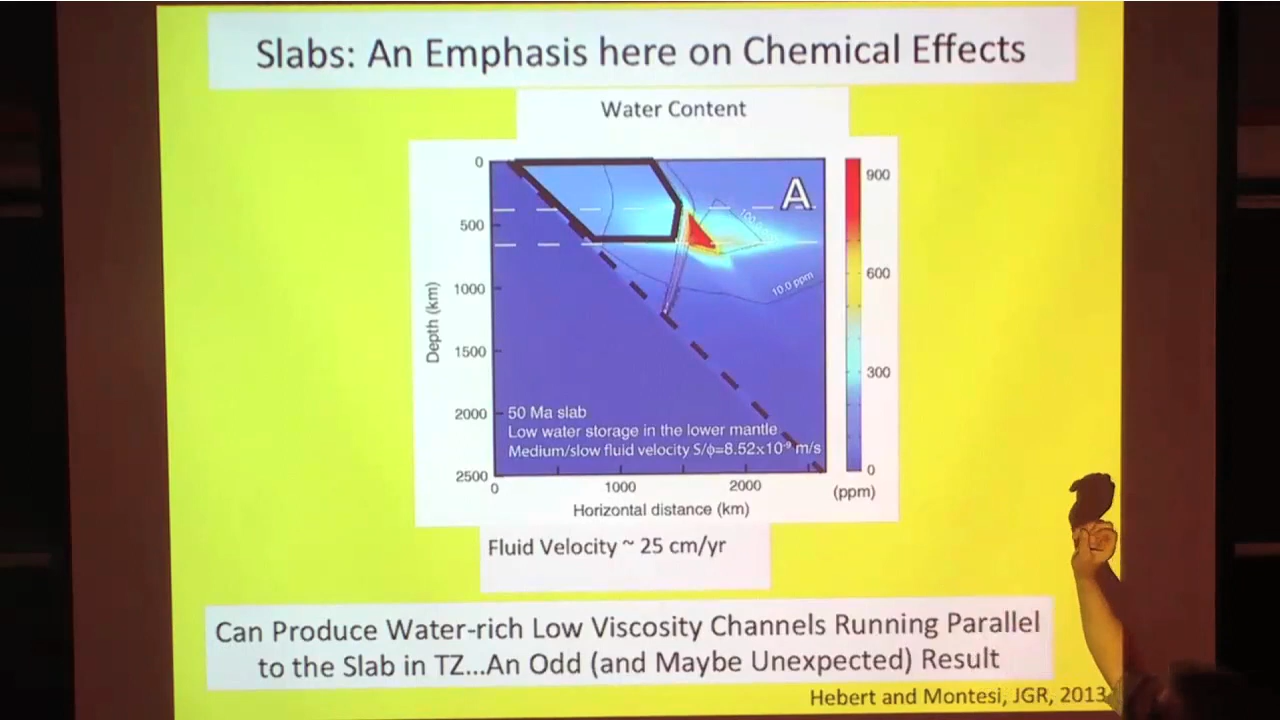 Slabs: An Emphasis here on Chemical Effects
Water Content
A
0
500
1000
1500
2000
2500
Depth (km)
10.0 ppm
50 Ma slab
Low water storage in the lower mantle
Medium/slow fluid velocity S/ϕ=8.52x10⁻⁹ m/s
0
1000
2000
Horizontal distance (km)
900
600
300
0
(ppm)
Fluid Velocity ~ 25 cm/yr
Can Produce Water-rich Low Viscosity Channels Running Parallel
to the Slab in TZ...An Odd (and Maybe Unexpected) Result
Hebert and Montesi, JGR, 2013